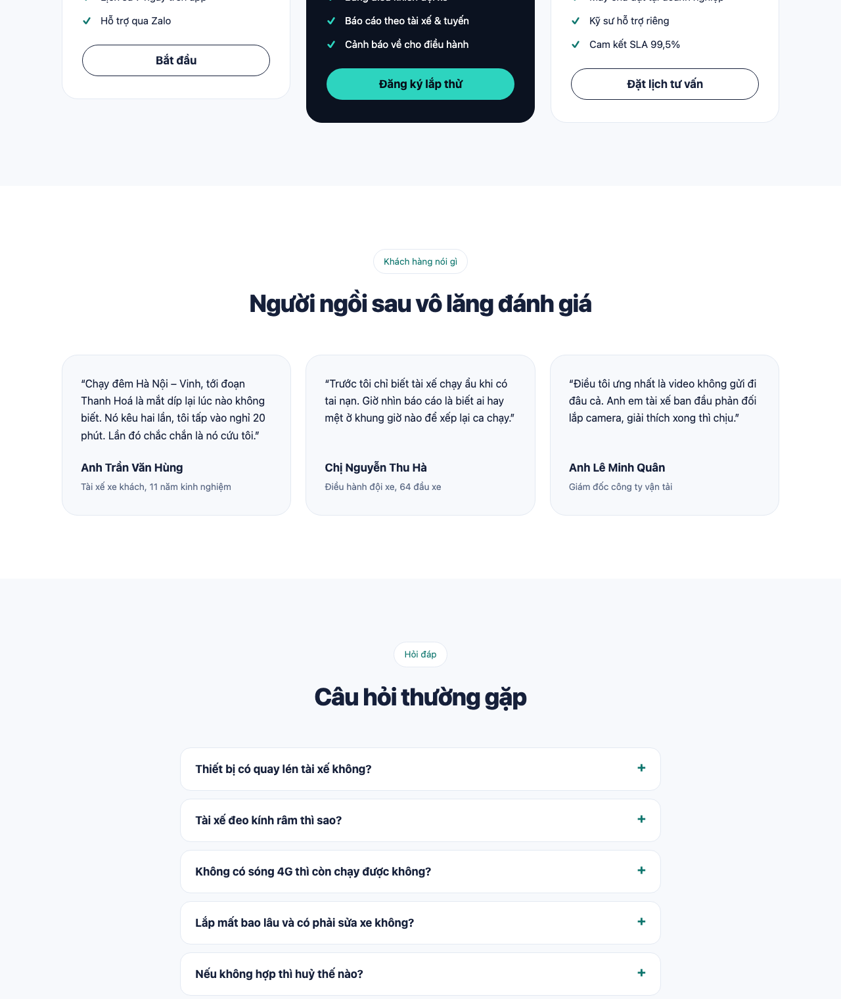 Hỗ trợ qua Zalo
Bắt đầu
Báo cáo theo tài xế & tuyến
Cảnh báo về cho điều hành
Đăng ký lắp thử
Kỹ sư hỗ trợ riêng
Cam kết SLA 99,5%
Đặt lịch tư vấn
Khách hàng nói gì
Người ngồi sau vô lăng đánh giá
“Chạy đêm Hà Nội – Vinh, tới đoạn
Thanh Hoá là mắt díp lại lúc nào không
biết. Nó kêu hai lần, tôi tấp vào nghỉ 20
phút. Lần đó chắc chắn là nó cứu tôi.”
Anh Trần Văn Hùng
Tài xế xe khách, 11 năm kinh nghiệm
“Trước tôi chỉ biết tài xế chạy ẩu khi có
tai nạn. Giờ nhìn báo cáo là biết ai hay
mệt ở khung giờ nào để xếp lại ca chạy.”
Chị Nguyễn Thu Hà
Điều hành đội xe, 64 đầu xe
“Điều tôi ưng nhất là video không gửi đi
đâu cả. Anh em tài xế ban đầu phản đối
lắp camera, giải thích xong thì chịu.”
Anh Lê Minh Quân
Giám đốc công ty vận tải
Hỏi đáp
Câu hỏi thường gặp
Thiết bị có quay lén tài xế không?
Tài xế đeo kính râm thì sao?
Không có sóng 4G thì còn chạy được không?
Lắp mất bao lâu và có phải sửa xe không?
Nếu không hợp thì huỷ thế nào?